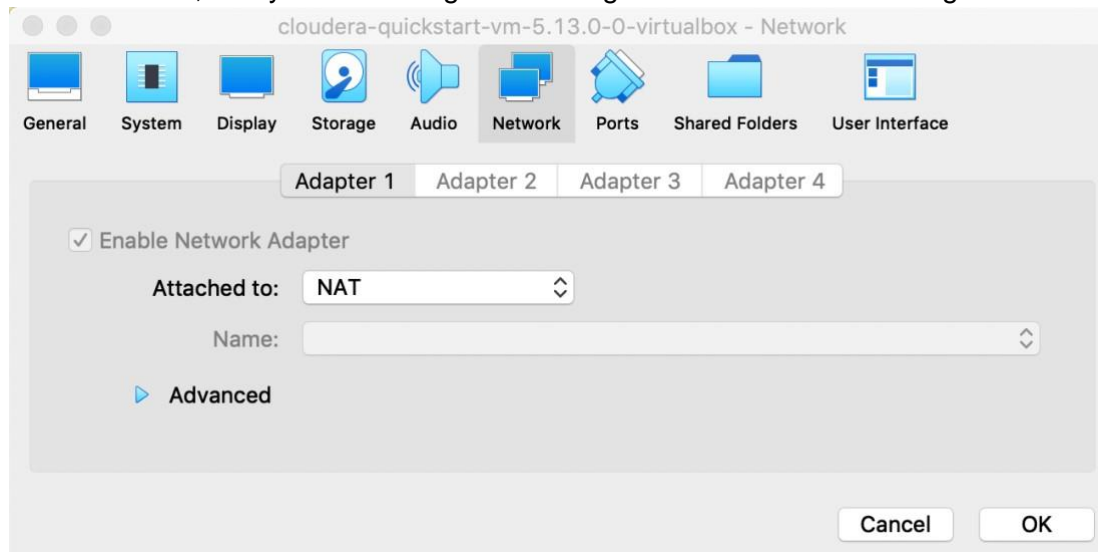 cloudera-quickstart-vm-5.13.0-0-virtualbox - Network
General System Display Storage Audio Network Ports Shared Folders User Interface
Adapter 1 Adapter 2 Adapter 3 Adapter 4
Enable Network Adapter
Attached to: NAT
Name:
Advanced
Cancel OK